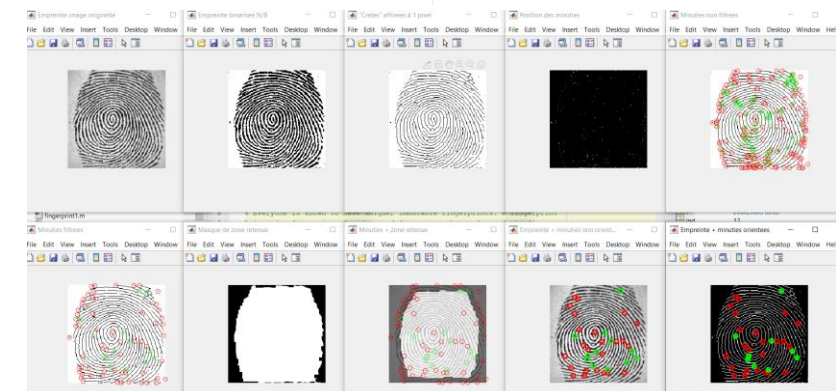 Empreinte image originelle
File Edit View Insert Tools Desktop Window
Empreinte binarisee N/B
File Edit View Insert Tools Desktop Window
"Cretes" affinees à 1 pixel
File Edit View Insert Tools Desktop Window
Position des minuties
File Edit View Insert Tools Desktop Window
Minuties non filtrees
File Edit View Insert Tools Desktop Window Hel
fingerprint1.m
Minuties filtrees
File Edit View Insert Tools Desktop Window
Masque de zone retenue
File Edit View Insert Tools Desktop Window
Minuties + zone retenue
File Edit View Insert Tools Desktop Window
Empreinte + minuties non orient...
File Edit View Insert Tools Desktop Window
Empreinte + minuties orientees
File Edit View Insert Tools Desktop Window Hel